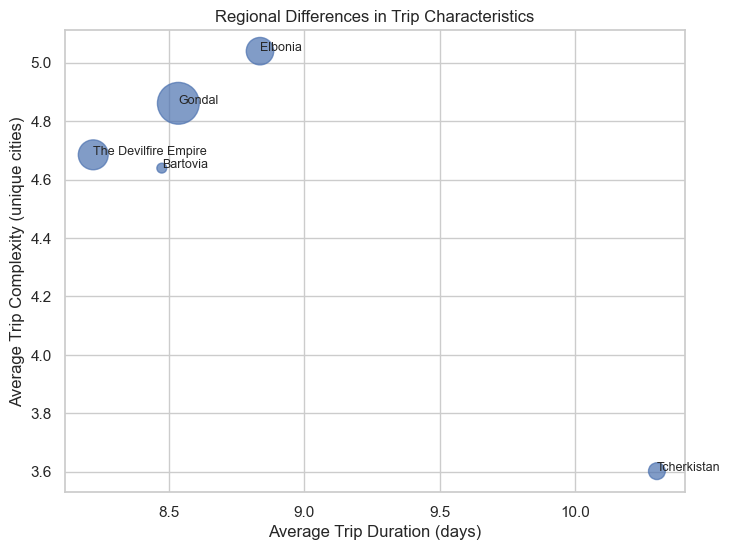 Regional Differences in Trip Characteristics
Elbonia
5.0
Gondal
4.8
The Devilfire Empire
Bartovia
4.6
4.4
4.2
4.0
3.8
Tcherkistan
3.6
Average Trip Complexity (unique cities)
8.5 9.0 9.5 10.0
Average Trip Duration (days)